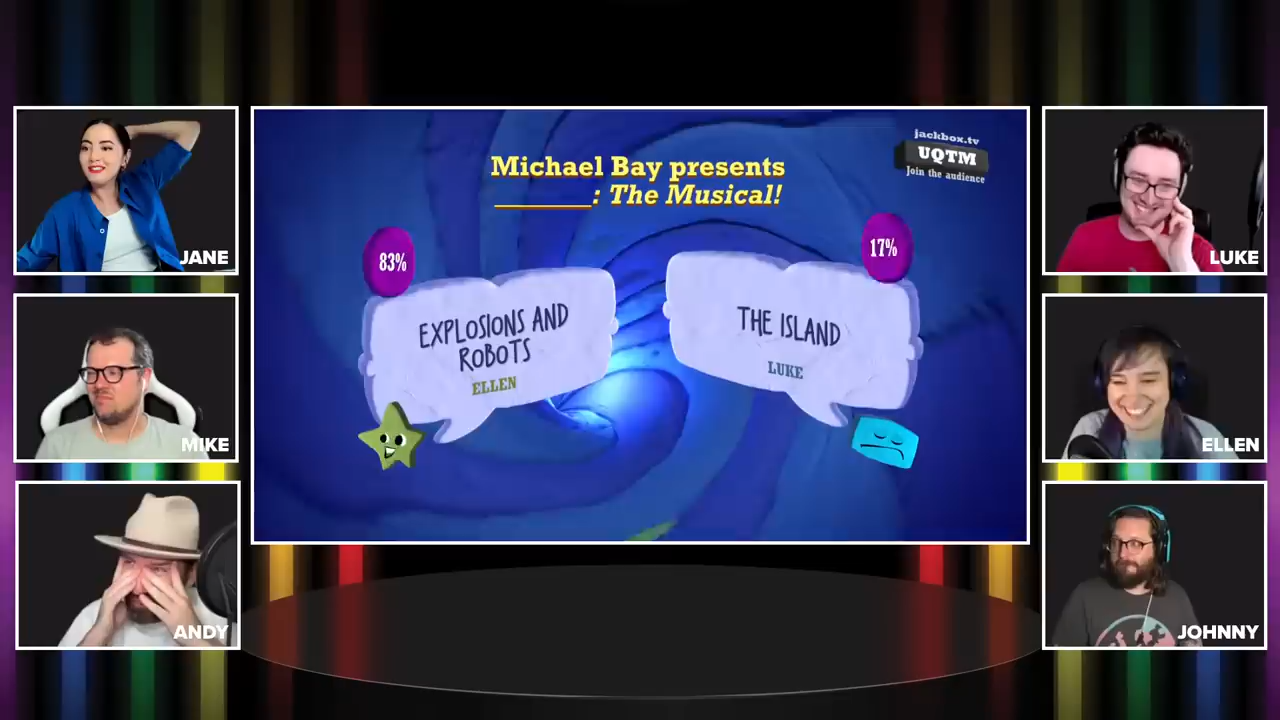 JANE
MIKE
ANDY
Michael Bay presents
______: The Musical!
jackbox.tv
UQTM
Join the audience
83%
EXPLOSIONS AND
ROBOTS
ELLEN
17%
THE ISLAND
LUKE
LUKE
ELLEN
JOHNNY